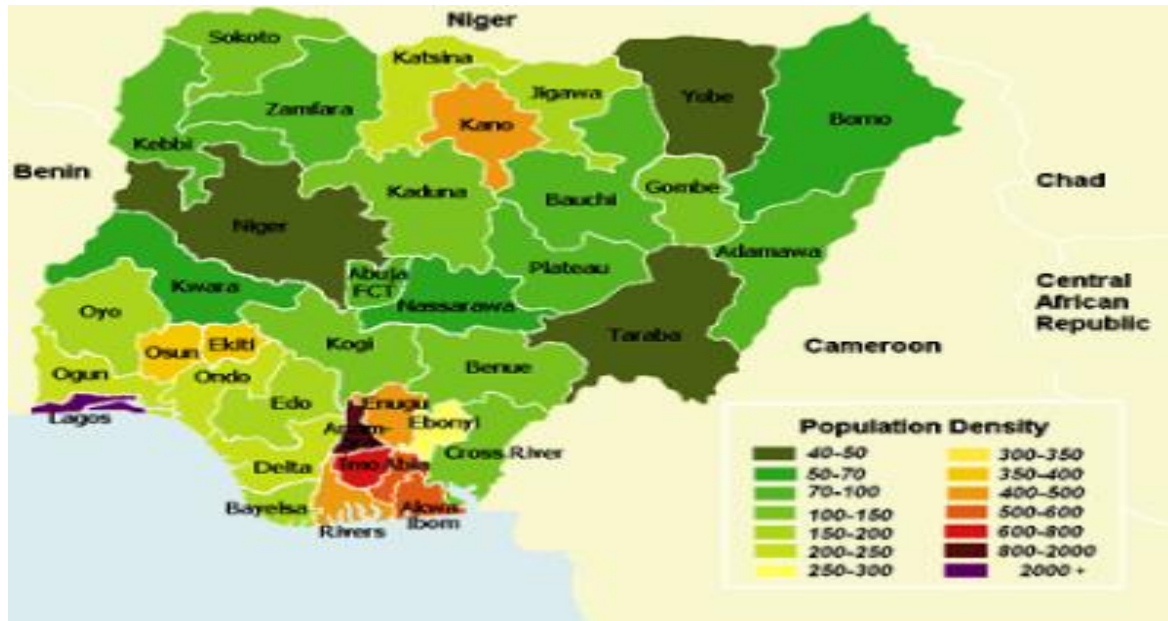 Niger
Sokoto
Katsina
Jigawa
Yobe
Borno
Zamfara
Kano
Kebbi
Benin
Chad
Kaduna
Bauchi
Gombe
Niger
Adamawa
Abuja
FCT
Plateau
Kwara
Nassarawa
Central
African
Republic
Oyo
Taraba
Cameroon
Osun
Ekiti
Kogi
Benue
Ogun
Ondo
Edo
Enugu
Ebonyi
Lagos
Anam-
Cross River
Delta
Imo
Abia
Bayelsa
Akwa
Ibom
Rivers
Population Density
40-50
50-70
70-100
100-150
150-200
200-250
250-300
300-350
350-400
400-500
500-600
600-800
800-2000
2000 +